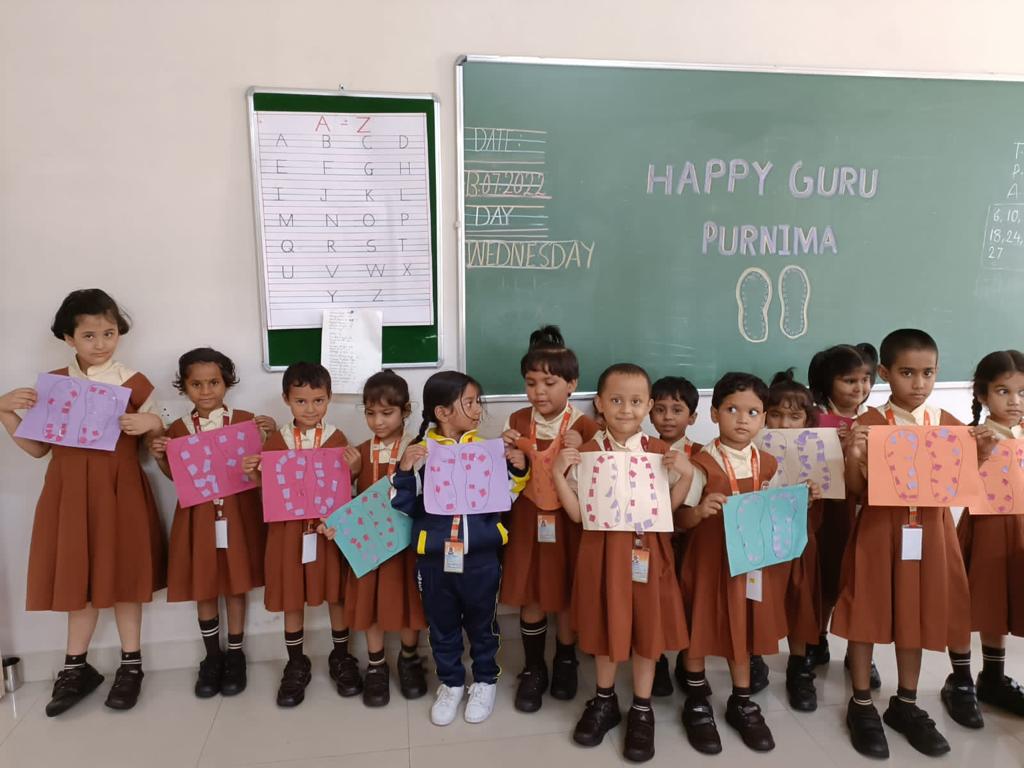 A - Z
A B C D
E F G H
I J K L
M N O P
Q R S T
U V W X
Y Z
DATE:
13.07.2022
DAY
WEDNESDAY
HAPPY GURU
PURNIMA
T
P
A
6, 10,
18, 24,
27